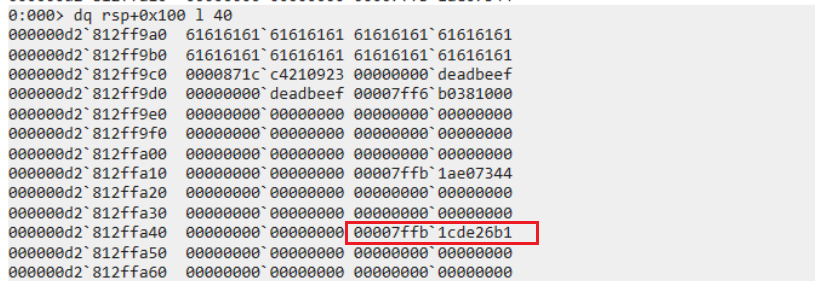 0:000> dq rsp+0x100 l 40
000000d2`812ff9a0  61616161`61616161 61616161`61616161
000000d2`812ff9b0  61616161`61616161 61616161`61616161
000000d2`812ff9c0  0000871c`c4210923 00000000`deadbeef
000000d2`812ff9d0  00000000`deadbeef 00007ff6`b0381000
000000d2`812ff9e0  00000000`00000000 00000000`00000000
000000d2`812ff9f0  00000000`00000000 00000000`00000000
000000d2`812ffa00  00000000`00000000 00000000`00000000
000000d2`812ffa10  00000000`00000000 00007ffb`1ae07344
000000d2`812ffa20  00000000`00000000 00000000`00000000
000000d2`812ffa30  00000000`00000000 00000000`00000000
000000d2`812ffa40  00000000`00000000 00007ffb`1cde26b1
000000d2`812ffa50  00000000`00000000 00000000`00000000
000000d2`812ffa60  00000000`00000000 00000000`00000000